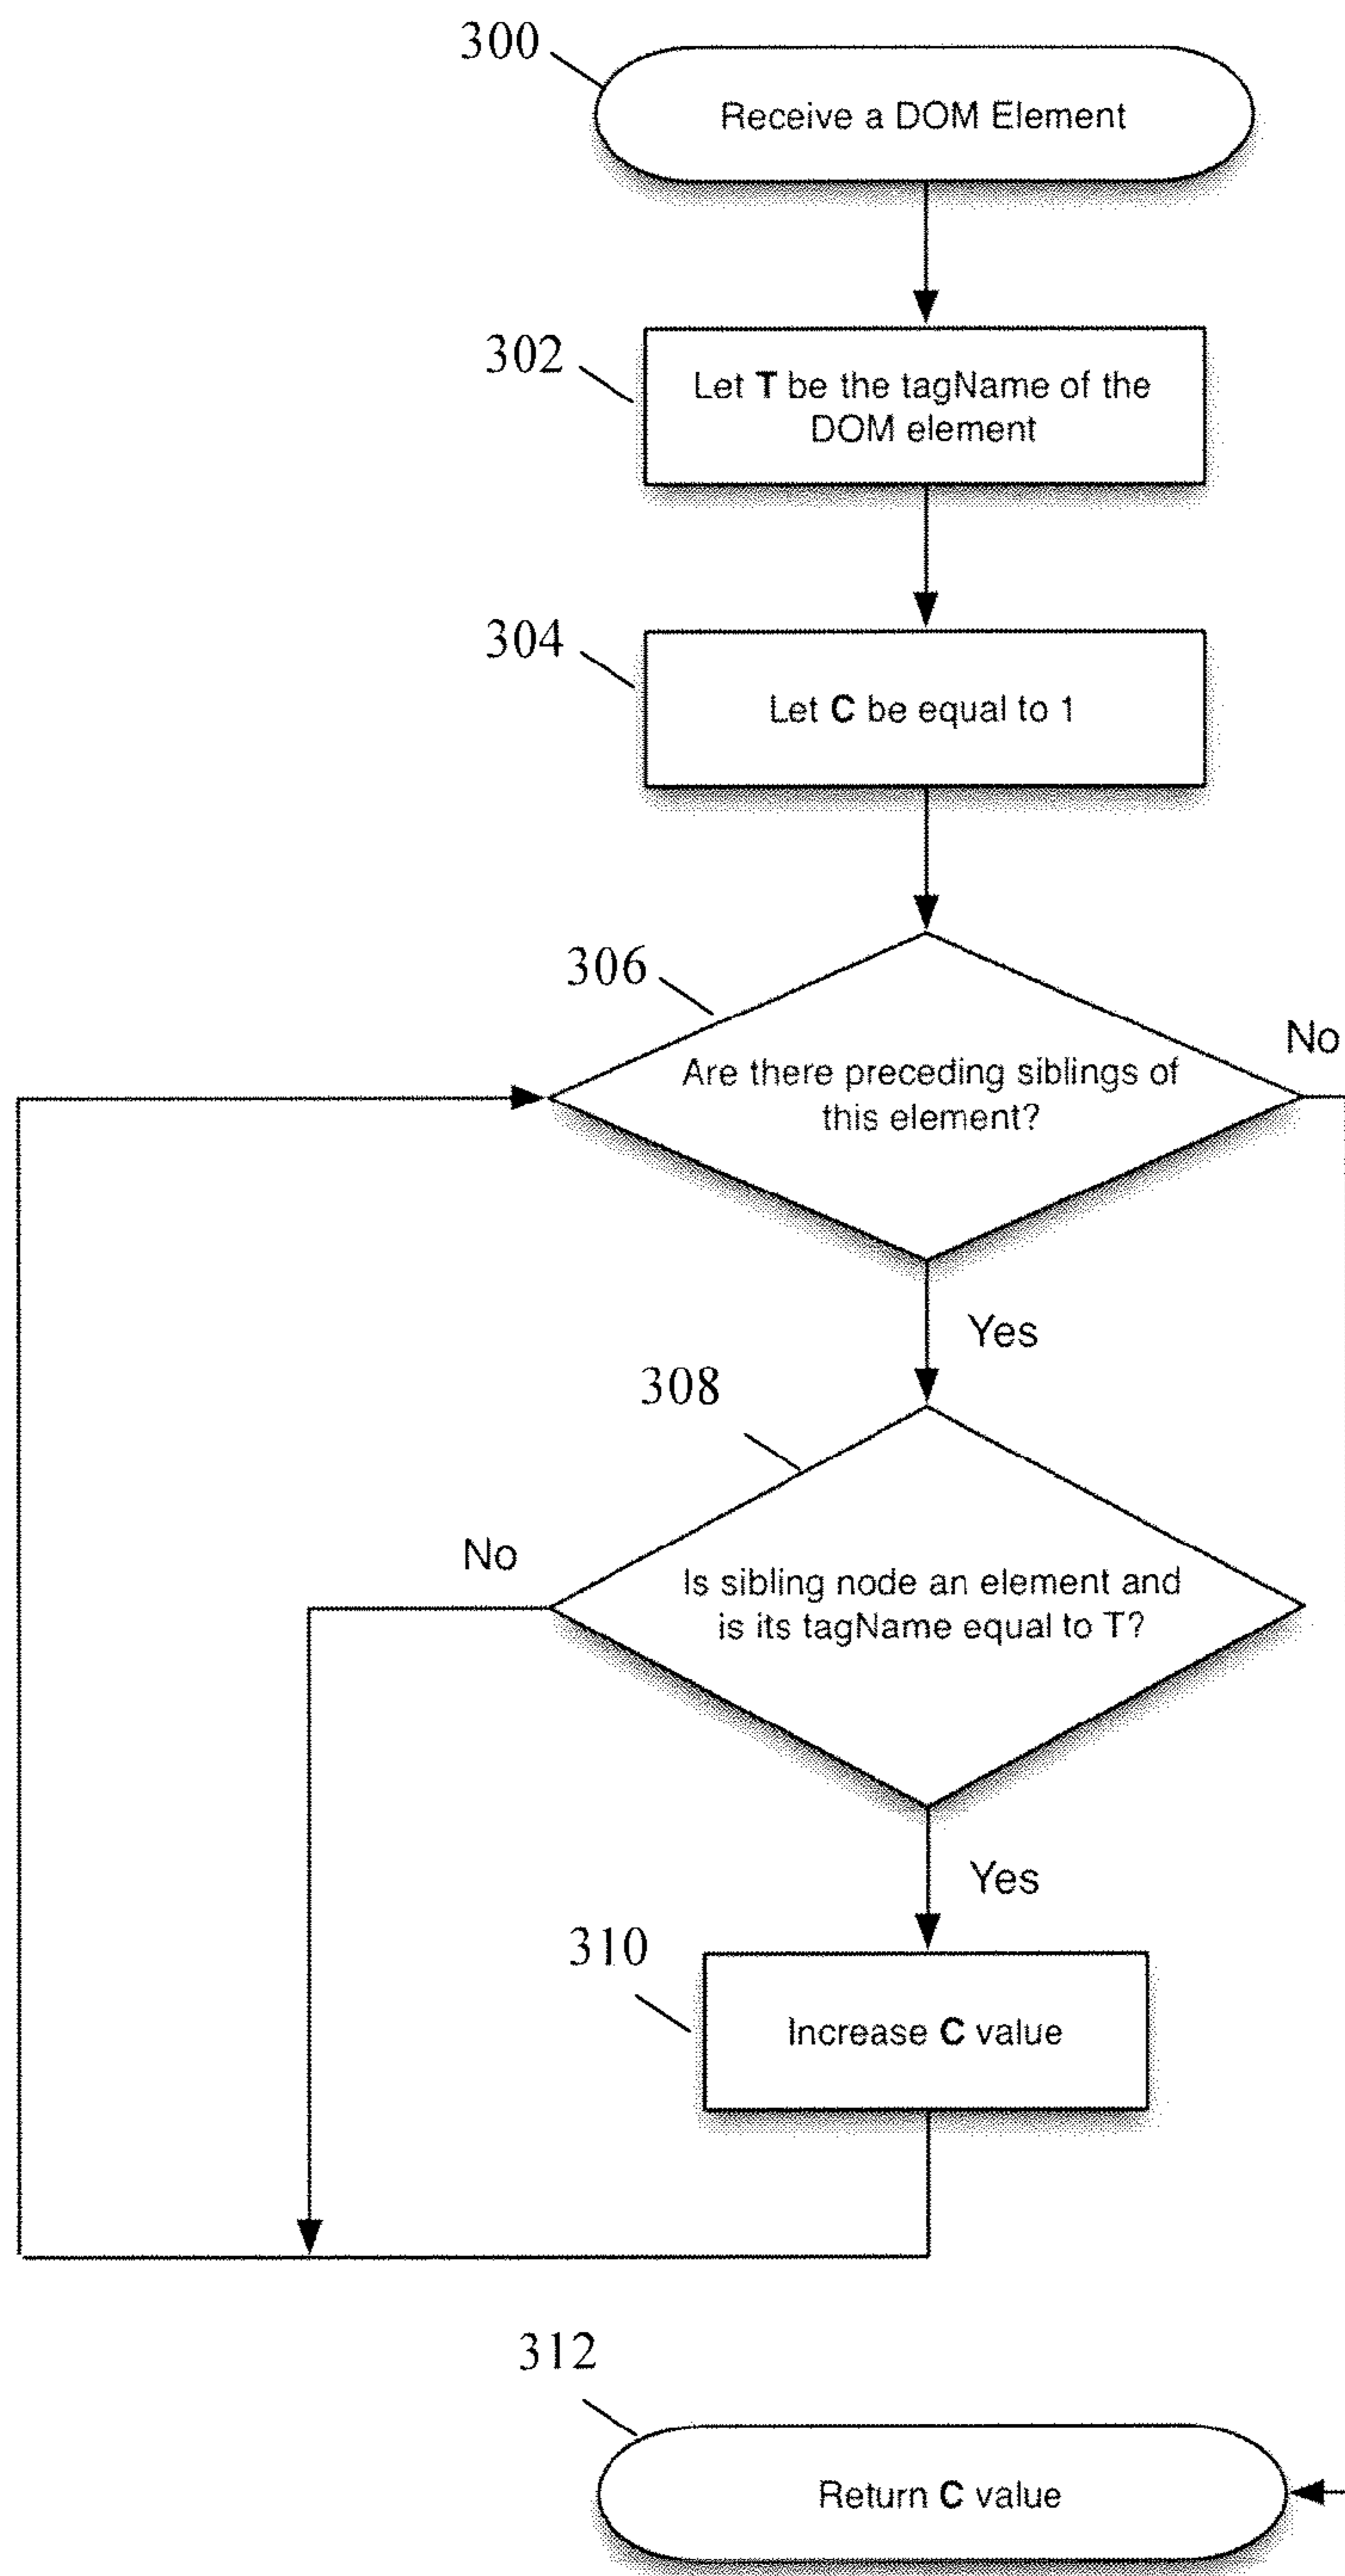 300
Receive a DOM Element
302
Let T be the tagName of the
DOM element
304
Let C be equal to 1
306
No
Are there preceding siblings of
this element?
Yes
308
No
Is sibling node an element and
is its tagName equal to T?
Yes
310
Increase C value
312
Return C value